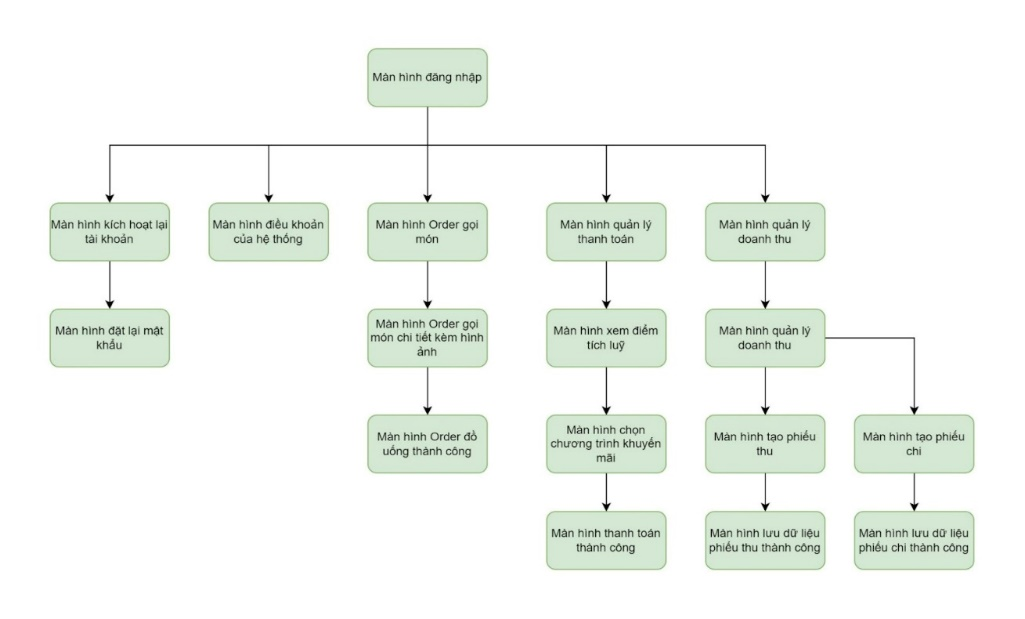 Màn hình đăng nhập
Màn hình kích hoạt lại
tài khoản
Màn hình điều khoản
của hệ thống
Màn hình Order gọi
món
Màn hình quản lý
thanh toán
Màn hình quản lý
doanh thu
Màn hình đặt lại mật
khẩu
Màn hình Order gọi
món chi tiết kèm hình
ảnh
Màn hình xem điểm
tích luỹ
Màn hình quản lý
doanh thu
Màn hình Order đồ
uống thành công
Màn hình chọn
chương trình khuyến
mãi
Màn hình tạo phiếu
thu
Màn hình tạo phiếu
chi
Màn hình thanh toán
thành công
Màn hình lưu dữ liệu
phiếu thu thành công
Màn hình lưu dữ liệu
phiếu chi thành công